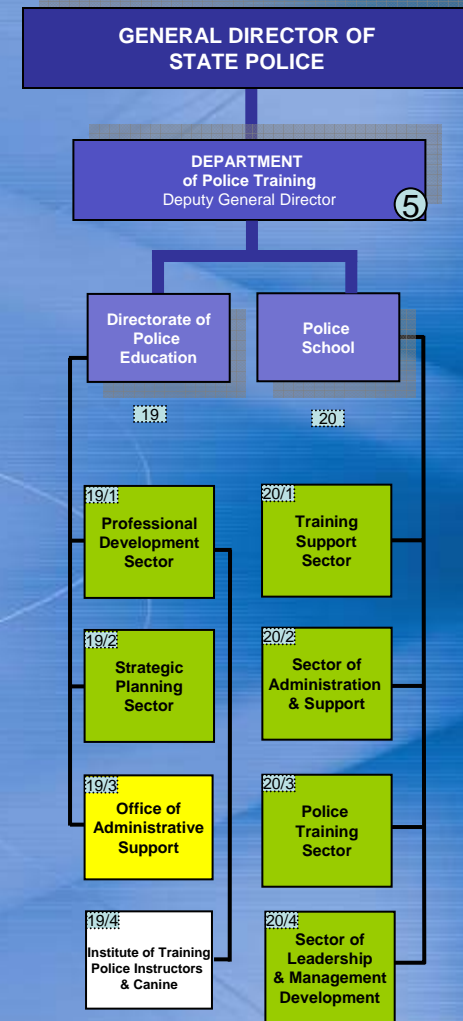 GENERAL DIRECTOR OF
STATE POLICE
DEPARTMENT
of Police Training
Deputy General Director
5
Directorate of
Police
Education
Police
School
19
20
19/1
Professional
Development
Sector
20/1
Training
Support
Sector
19/2
Strategic
Planning
Sector
20/2
Sector of
Administration
& Support
19/3
Office of
Administrative
Support
20/3
Police
Training
Sector
19/4
Institute of Training
Police Instructors
& Canine
20/4
Sector of
Leadership
& Management
Development